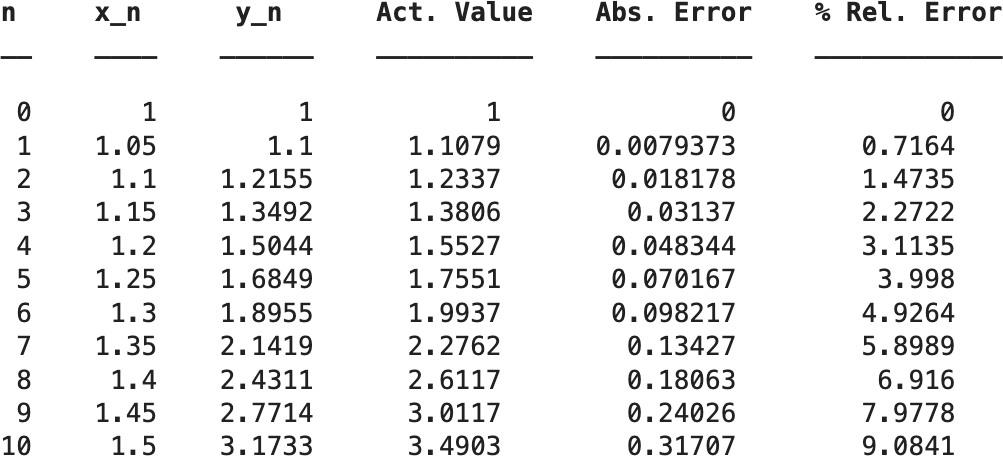 n x_n y_n Act. Value Abs. Error % Rel. Error
0 1 1 1 0 0
1 1.05 1.1 1.1079 0.0079373 0.7164
2 1.1 1.2155 1.2337 0.018178 1.4735
3 1.15 1.3492 1.3806 0.03137 2.2722
4 1.2 1.5044 1.5527 0.048344 3.1135
5 1.25 1.6849 1.7551 0.070167 3.998
6 1.3 1.8955 1.9937 0.098217 4.9264
7 1.35 2.1419 2.2762 0.13427 5.8989
8 1.4 2.4311 2.6117 0.18063 6.916
9 1.45 2.7714 3.0117 0.24026 7.9778
10 1.5 3.1733 3.4903 0.31707 9.0841